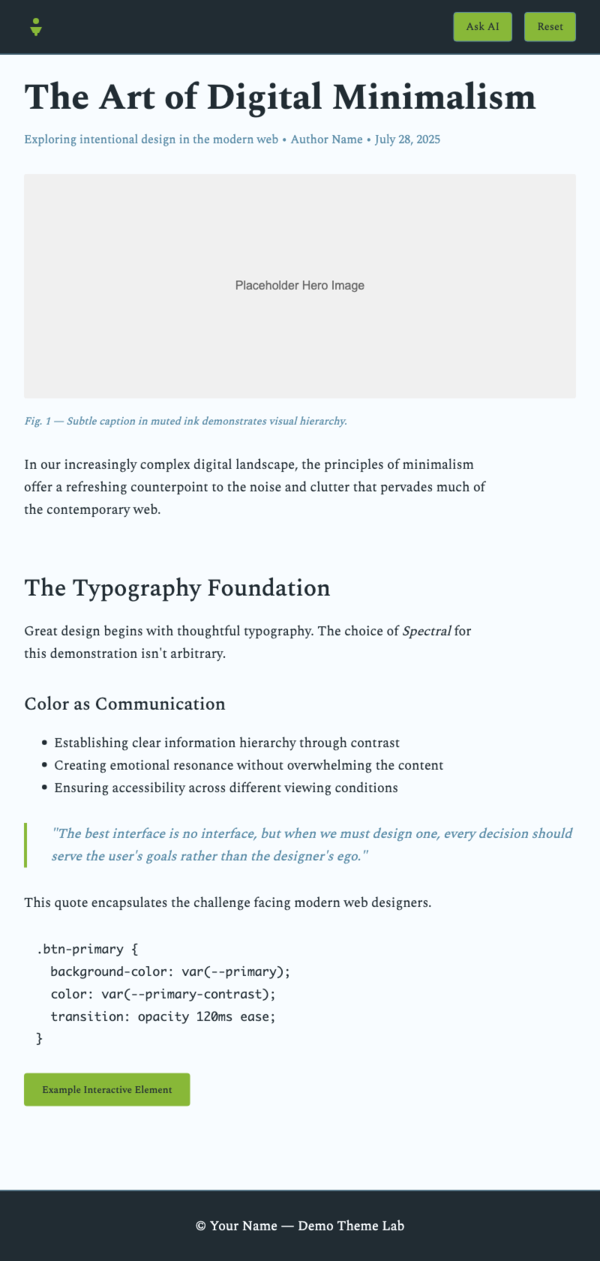 Ask AI
Reset
The Art of Digital Minimalism
Exploring intentional design in the modern web • Author Name • July 28, 2025
Placeholder Hero Image
Fig. 1 — Subtle caption in muted ink demonstrates visual hierarchy.
In our increasingly complex digital landscape, the principles of minimalism
offer a refreshing counterpoint to the noise and clutter that pervades much of
the contemporary web.
The Typography Foundation
Great design begins with thoughtful typography. The choice of Spectral for
this demonstration isn't arbitrary.
Color as Communication
• Establishing clear information hierarchy through contrast
• Creating emotional resonance without overwhelming the content
• Ensuring accessibility across different viewing conditions
"The best interface is no interface, but when we must design one, every decision should
serve the user's goals rather than the designer's ego."
This quote encapsulates the challenge facing modern web designers.
.btn-primary {
  background-color: var(--primary);
  color: var(--primary-contrast);
  transition: opacity 120ms ease;
}
Example Interactive Element
© Your Name — Demo Theme Lab